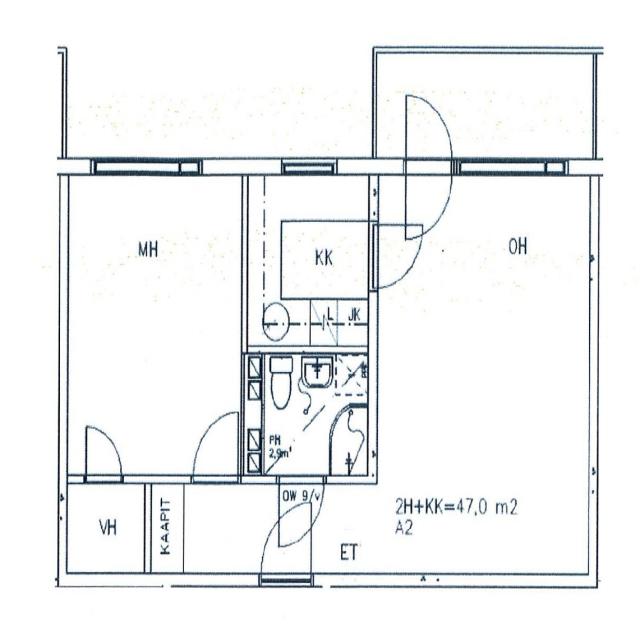 MH
KK
OH
L
JK
PH
2,9m²
OW 9/v
VH
KAAPIT
ET
2H+KK=47,0 m2
A2